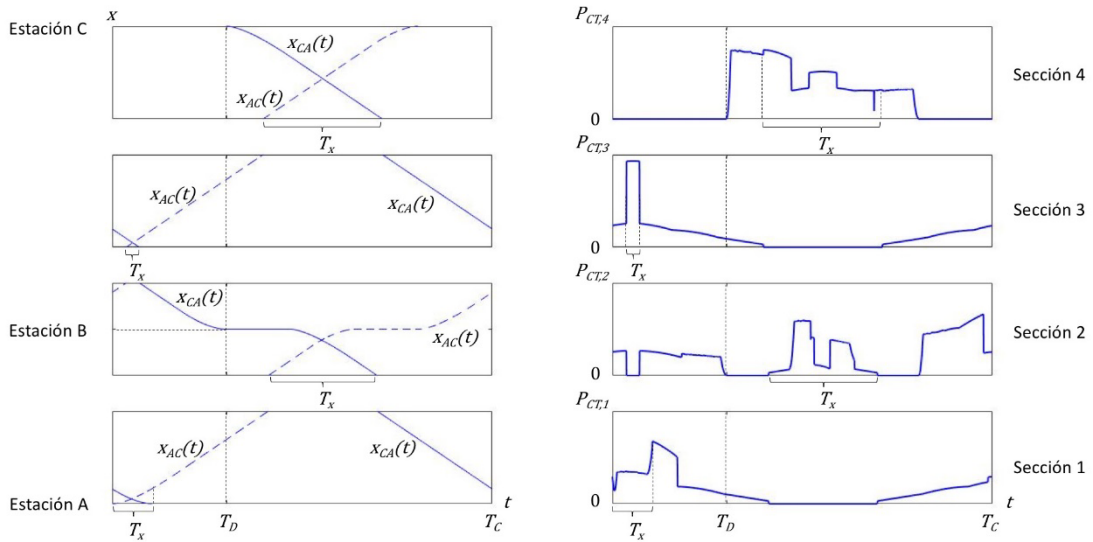 x
Estación C
x_CA(t)
x_AC(t)
T_x
x_AC(t)
x_CA(t)
T_x
x_CA(t)
Estación B
x_AC(t)
T_x
x_AC(t)
x_CA(t)
Estación A
t
T_x
T_D
T_C
P_CT,4
Sección 4
0
T_x
P_CT,3
Sección 3
0
T_x
P_CT,2
Sección 2
0
T_x
P_CT,1
Sección 1
0
t
T_x
T_D
T_C